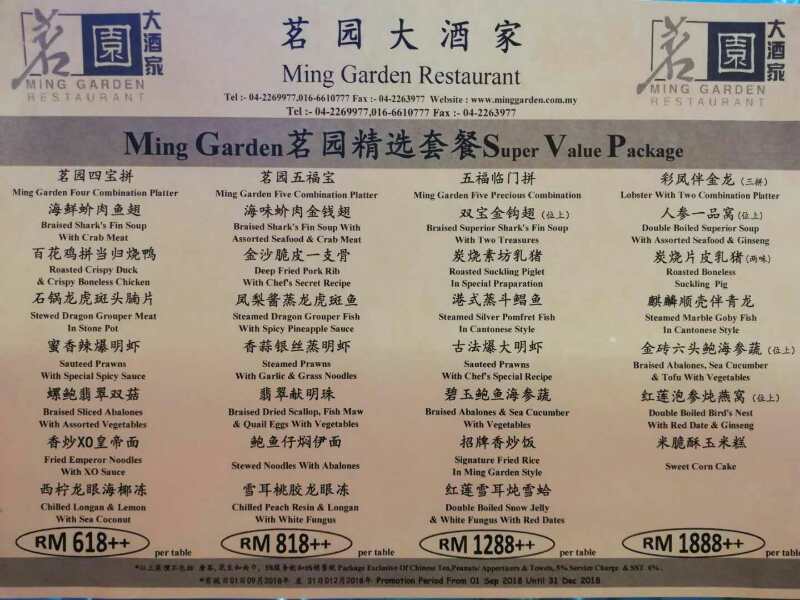 茗園大酒家
MING GARDEN
RESTAURANT
茗园大酒家
Ming Garden Restaurant
Tel :- 04-2269977,016-6610777 Fax :- 04-2263977 Website : www.minggarden.com.my
Tel :- 04-2269977,016-6610777 Fax :- 04-2263977
茗園大酒家
MING GARDEN
RESTAURANT
Ming Garden茗园精选套餐Super Value Package
茗园四宝拼
Ming Garden Four Combination Platter
海鲜蚧肉鱼翅
Braised Shark's Fin Soup
With Crab Meat
百花鸡拼当归烧鸭
Roasted Crispy Duck
& Crispy Boneless Chicken
石锅龙虎斑头腩片
Stewed Dragon Grouper Meat
In Stone Pot
蜜香辣爆明虾
Sauteed Prawns
With Special Spicy Sauce
螺鲍翡翠双菇
Braised Sliced Abalones
With Assorted Vegetables
香炒XO皇帝面
Fried Emperor Noodles
With XO Sauce
西柠龙眼海椰冻
Chilled Longan & Lemon
With Sea Coconut
RM 618++ per table
茗园五福宝
Ming Garden Five Combination Platter
海味蚧肉金钱翅
Braised Shark's Fin Soup With
Assorted Seafood & Crab Meat
金沙脆皮一支骨
Deep Fried Pork Rib
With Chef's Secret Recipe
凤梨酱蒸龙虎斑鱼
Steamed Dragon Grouper Fish
With Spicy Pineapple Sauce
香蒜银丝蒸明虾
Steamed Prawns
With Garlic & Grass Noodles
翡翠献明珠
Braised Dried Scallop, Fish Maw
& Quail Eggs With Vegetables
鲍鱼仔焖伊面
Stewed Noodles With Abalones
雪耳桃胶龙眼冻
Chilled Peach Resin & Longan
With White Fungus
RM 818++ per table
五福临门拼
Ming Garden Five Precious Combination
双宝金钩翅 (位上)
Braised Superior Shark's Fin Soup
With Two Treasures
炭烧素坊乳猪
Roasted Suckling Piglet
In Special Praparation
港式蒸斗鲳鱼
Steamed Silver Pomfret Fish
In Cantonese Style
古法爆大明虾
Sauteed Prawns
With Chef's Special Recipe
碧玉鲍鱼海参蔬
Braised Abalones & Sea Cucumber
With Vegetables
招牌香炒饭
Signature Fried Rice
In Ming Garden Style
红莲雪耳炖雪蛤
Double Boiled Snow Jelly
& White Fungus With Red Dates
RM 1288++ per table
彩凤伴金龙 (三拼)
Lobster With Two Combination Platter
人参一品窝(位上)
Double Boiled Superior Soup
With Assorted Seafood & Ginseng
炭烧片皮乳猪(两味)
Roasted Boneless
Suckling Pig
麒麟顺壳伴青龙
Steamed Marble Goby Fish
In Cantonese Style
金砖六头鲍海参蔬 (位上)
Braised Abalones, Sea Cucumber
& Tofu With Vegetables
红莲泡参炖燕窝 (位上)
Double Boiled Bird's Nest
With Red Date & Ginseng
米脆酥玉米糕
Sweet Corn Cake
RM 1888++ per table
Package Exclusive Of Chinese Tea,Peanuts/ Appertizers & Towels, 5% Service Charge & SST 6% .
Promotion Period From 01 Sep 2018 Until 31 Dec 2018